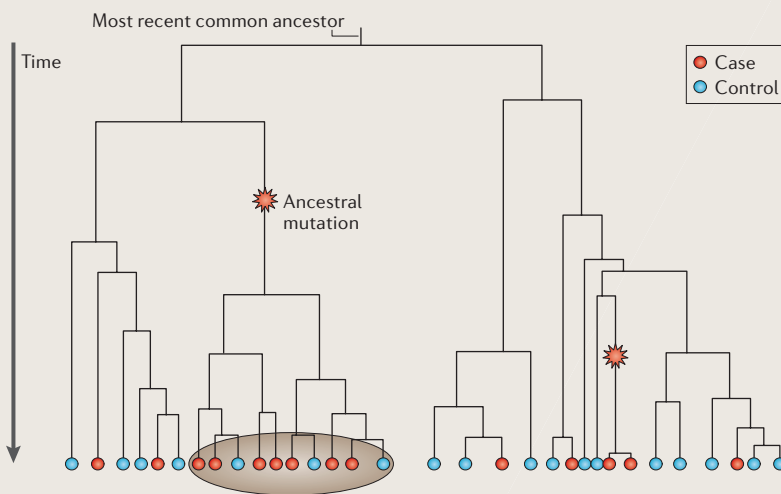 Most recent common ancestor
Time
Case
Control
Ancestral
mutation